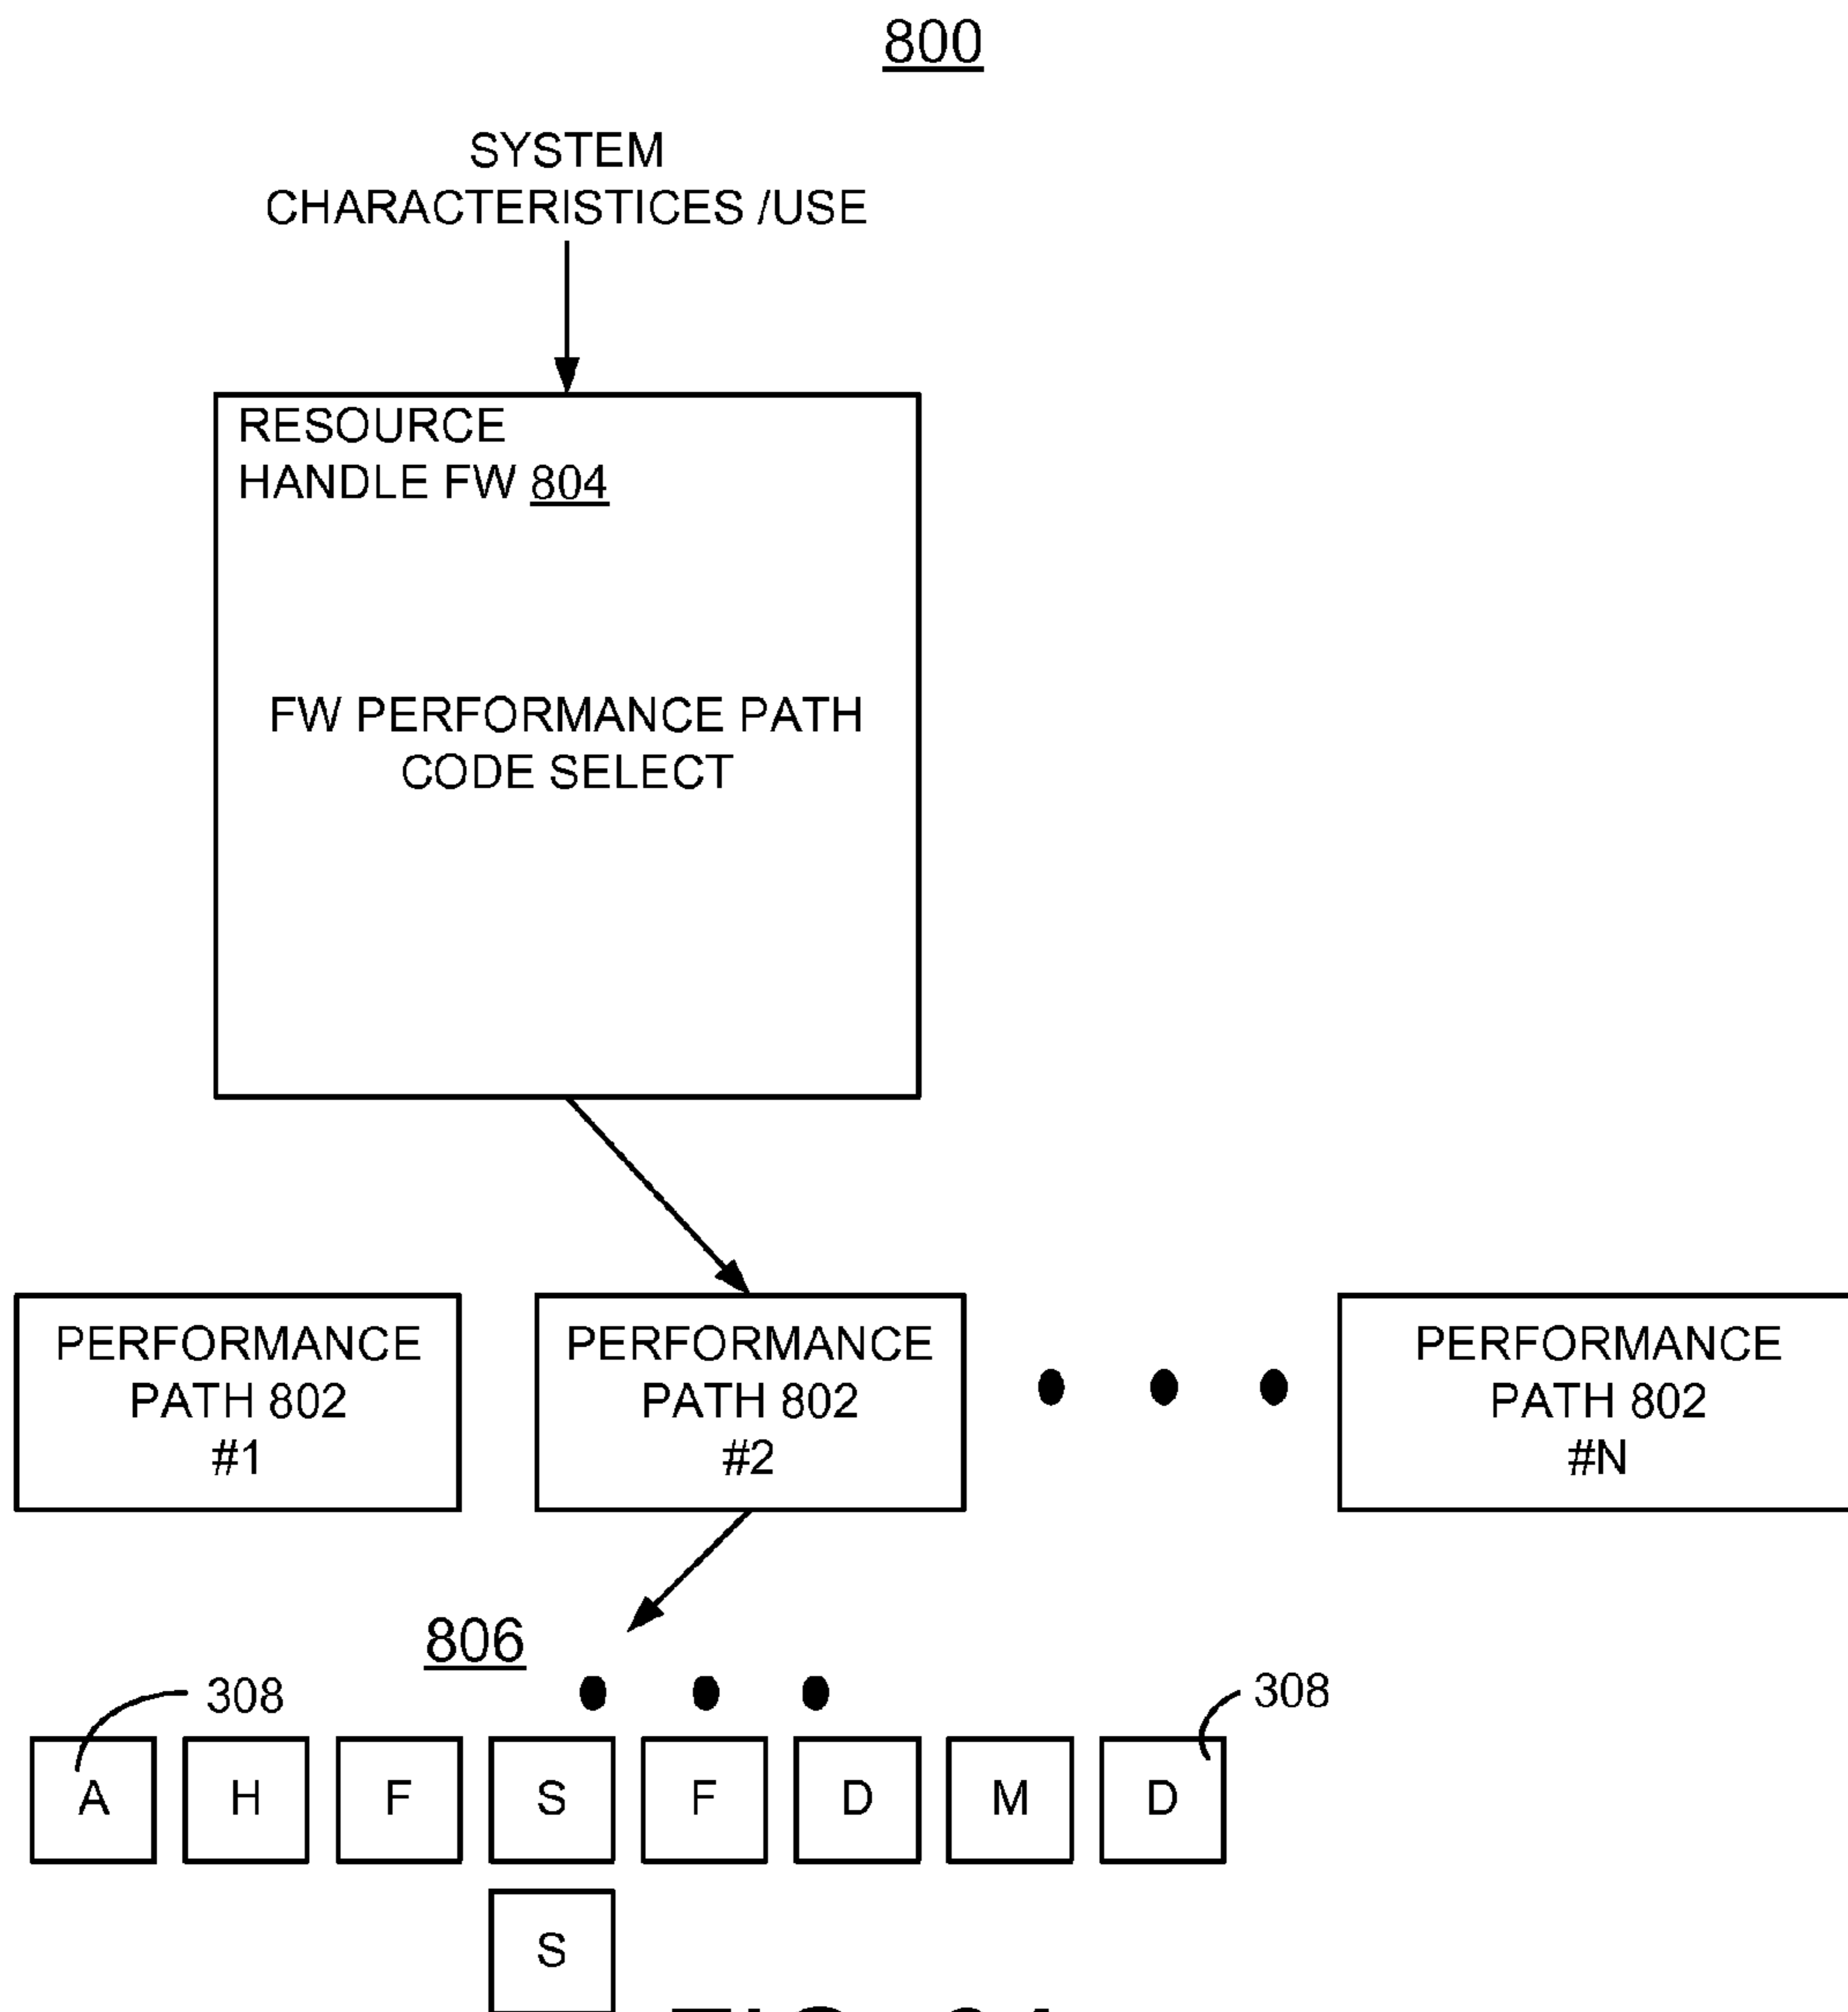 800
SYSTEM
CHARACTERISTICES /USE
RESOURCE
HANDLE FW 804
FW PERFORMANCE PATH
CODE SELECT
PERFORMANCE
PATH 802
#1
PERFORMANCE
PATH 802
#2
PERFORMANCE
PATH 802
#N
806
308
308
A
H
F
S
F
D
M
D
S